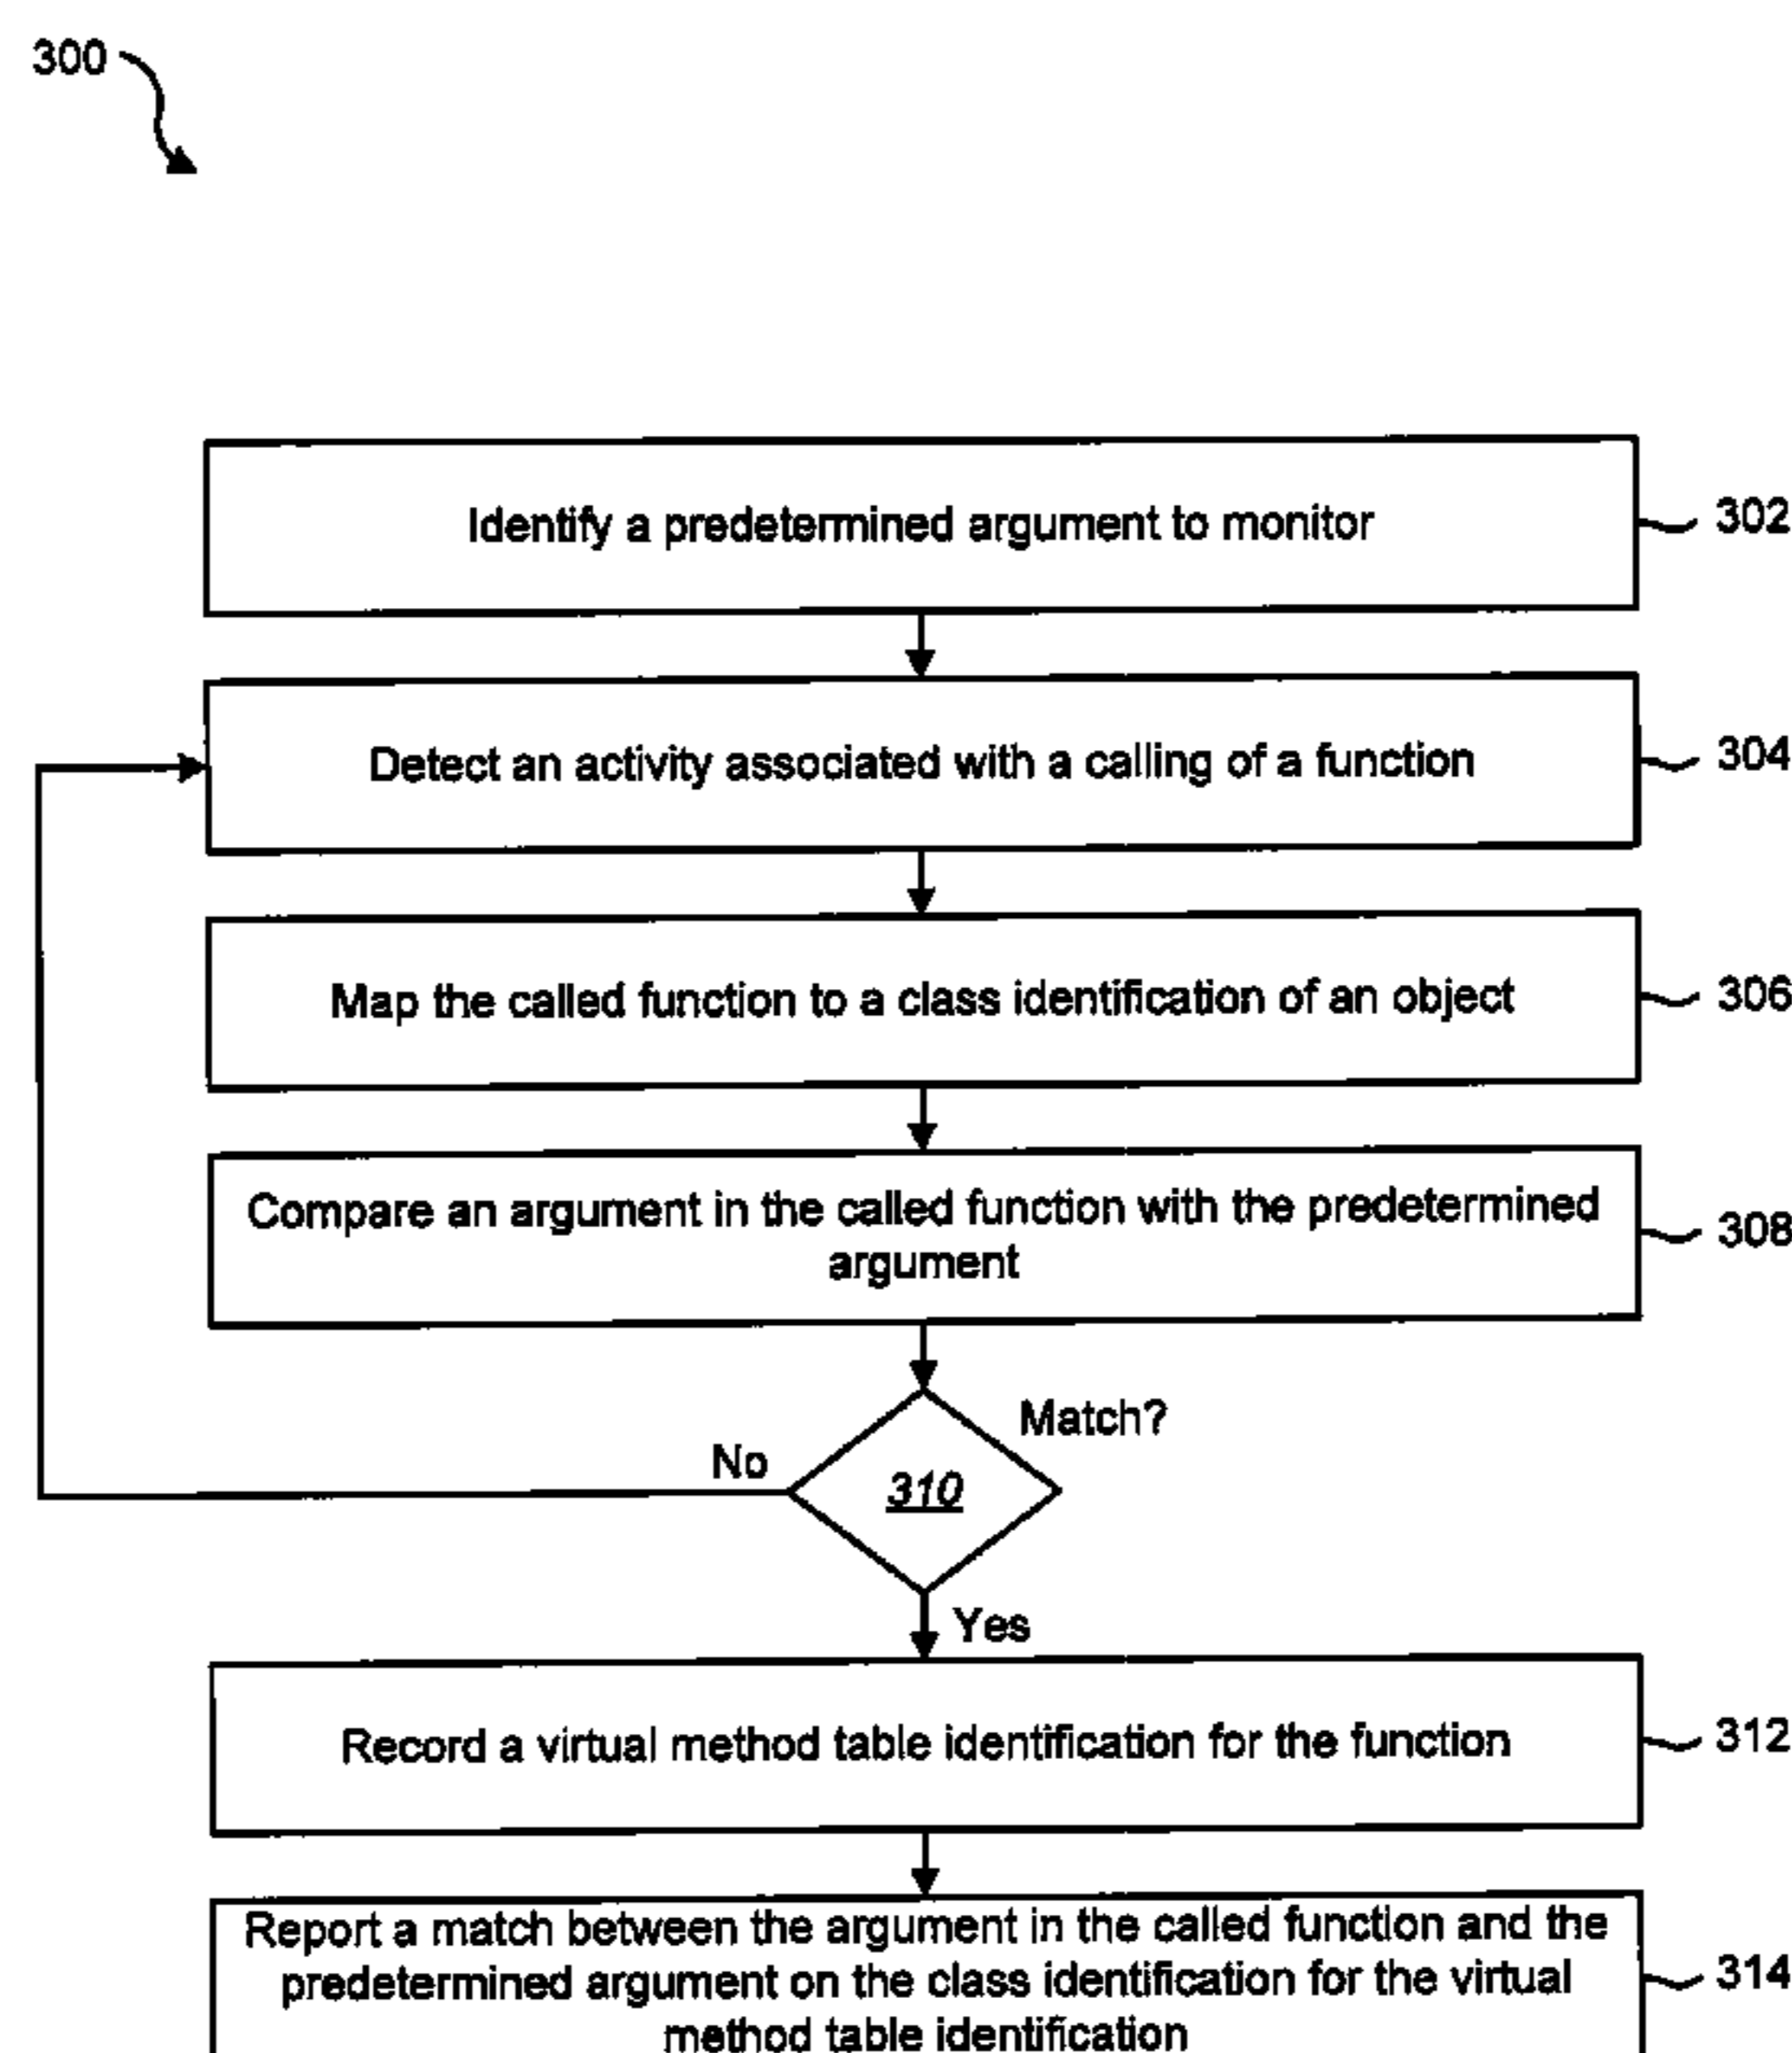 300
Identify a predetermined argument to monitor
302
Detect an activity associated with a calling of a function
304
Map the called function to a class identification of an object
306
Compare an argument in the called function with the predetermined
argument
308
Match?
No
310
Yes
Record a virtual method table identification for the function
312
Report a match between the argument in the called function and the
predetermined argument on the class identification for the virtual
method table identification
314